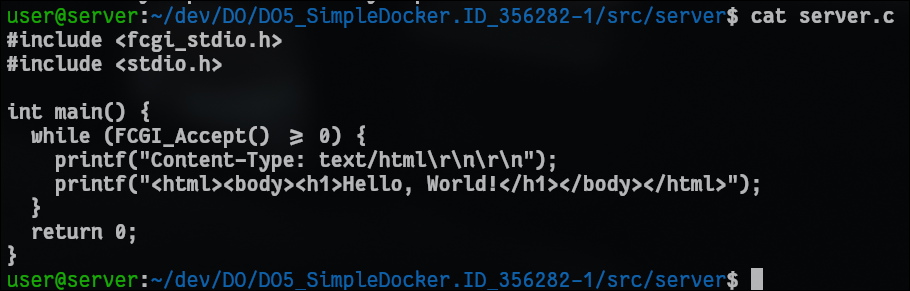 user@server:~/dev/DO/DO5_SimpleDocker.ID_356282-1/src/server$ cat server.c
#include <fcgi_stdio.h>
#include <stdio.h>

int main() {
  while (FCGI_Accept() >= 0) {
    printf("Content-Type: text/html\r\n\r\n");
    printf("<html><body><h1>Hello, World!</h1></body></html>");
  }
  return 0;
}
user@server:~/dev/DO/DO5_SimpleDocker.ID_356282-1/src/server$